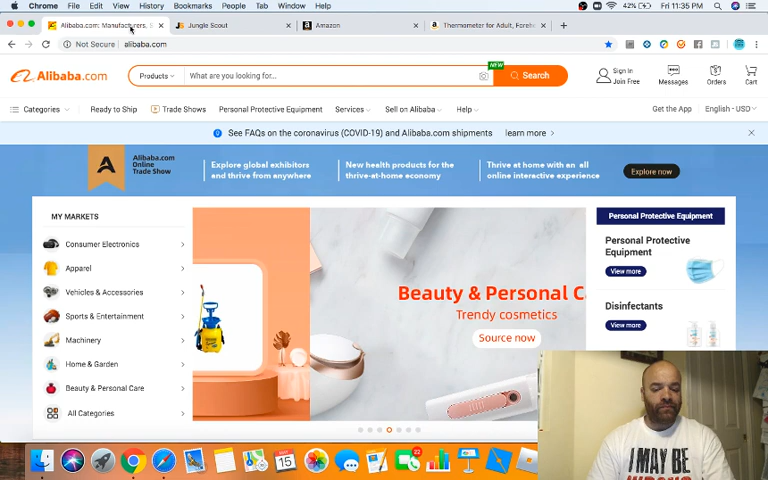 Chrome File Edit View History Bookmarks People Tab Window Help 42% Fri 11:35 PM
Alibaba.com: Manufacturers, S
Jungle Scout
Amazon
Thermometer for Adult, Forehe
Not Secure alibaba.com
Alibaba.com
Products What are you looking for...
NEW
Search
Sign In
Join Free
Messages
Orders
Cart
Categories Ready to Ship Trade Shows Personal Protective Equipment Services Sell on Alibaba Help Get the App English - USD
See FAQs on the coronavirus (COVID-19) and Alibaba.com shipments learn more >
A
Alibaba.com
Online
Trade Show
Explore global exhibitors
and thrive from anywhere
New health products for the
thrive-at-home economy
Thrive at home with an all
online interactive experience
Explore now
MY MARKETS
Consumer Electronics
Apparel
Vehicles & Accessories
Sports & Entertainment
Machinery
Home & Garden
Beauty & Personal Care
All Categories
Beauty & Personal C
Trendy cosmetics
Source now
Personal Protective Equipment
Personal Protective
Equipment
View more
Disinfectants
View more
15
22
I MAY BE